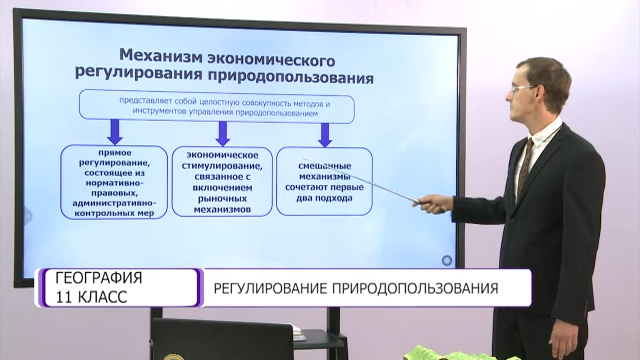 Механизм экономического
регулирования природопользования
представляет собой целостную совокупность методов и
инструментов управления природопользованием
прямое
регулирование,
состоящее из
нормативно-
правовых,
административно-
контрольных мер
экономическое
стимулирование,
связанное с
включением
рыночных
механизмов
смешанные
механизмы
сочетают первые
два подхода
ГЕОГРАФИЯ
11 КЛАСС
РЕГУЛИРОВАНИЕ ПРИРОДОПОЛЬЗОВАНИЯ